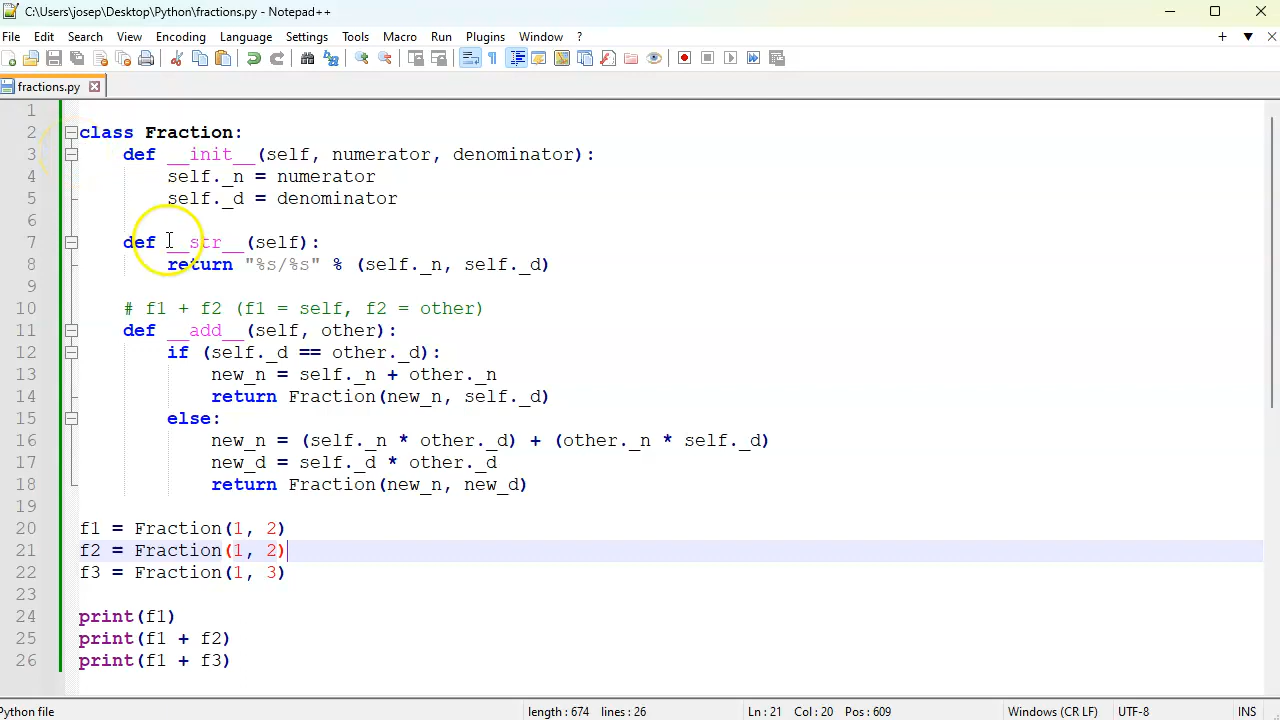 C:\Users\josep\Desktop\Python\fractions.py - Notepad++
File Edit Search View Encoding Language Settings Tools Macro Run Plugins Window ?
fractions.py
1
2 class Fraction:
3     def __init__(self, numerator, denominator):
4         self._n = numerator
5         self._d = denominator
6
7     def __str__(self):
8         return "%s/%s" % (self._n, self._d)
9
10     # f1 + f2 (f1 = self, f2 = other)
11     def __add__(self, other):
12         if (self._d == other._d):
13             new_n = self._n + other._n
14             return Fraction(new_n, self._d)
15         else:
16             new_n = (self._n * other._d) + (other._n * self._d)
17             new_d = self._d * other._d
18             return Fraction(new_n, new_d)
19
20 f1 = Fraction(1, 2)
21 f2 = Fraction(1, 2)
22 f3 = Fraction(1, 3)
23
24 print(f1)
25 print(f1 + f2)
26 print(f1 + f3)
Python file length : 674 lines : 26 Ln : 21 Col : 20 Pos : 609 Windows (CR LF) UTF-8 INS